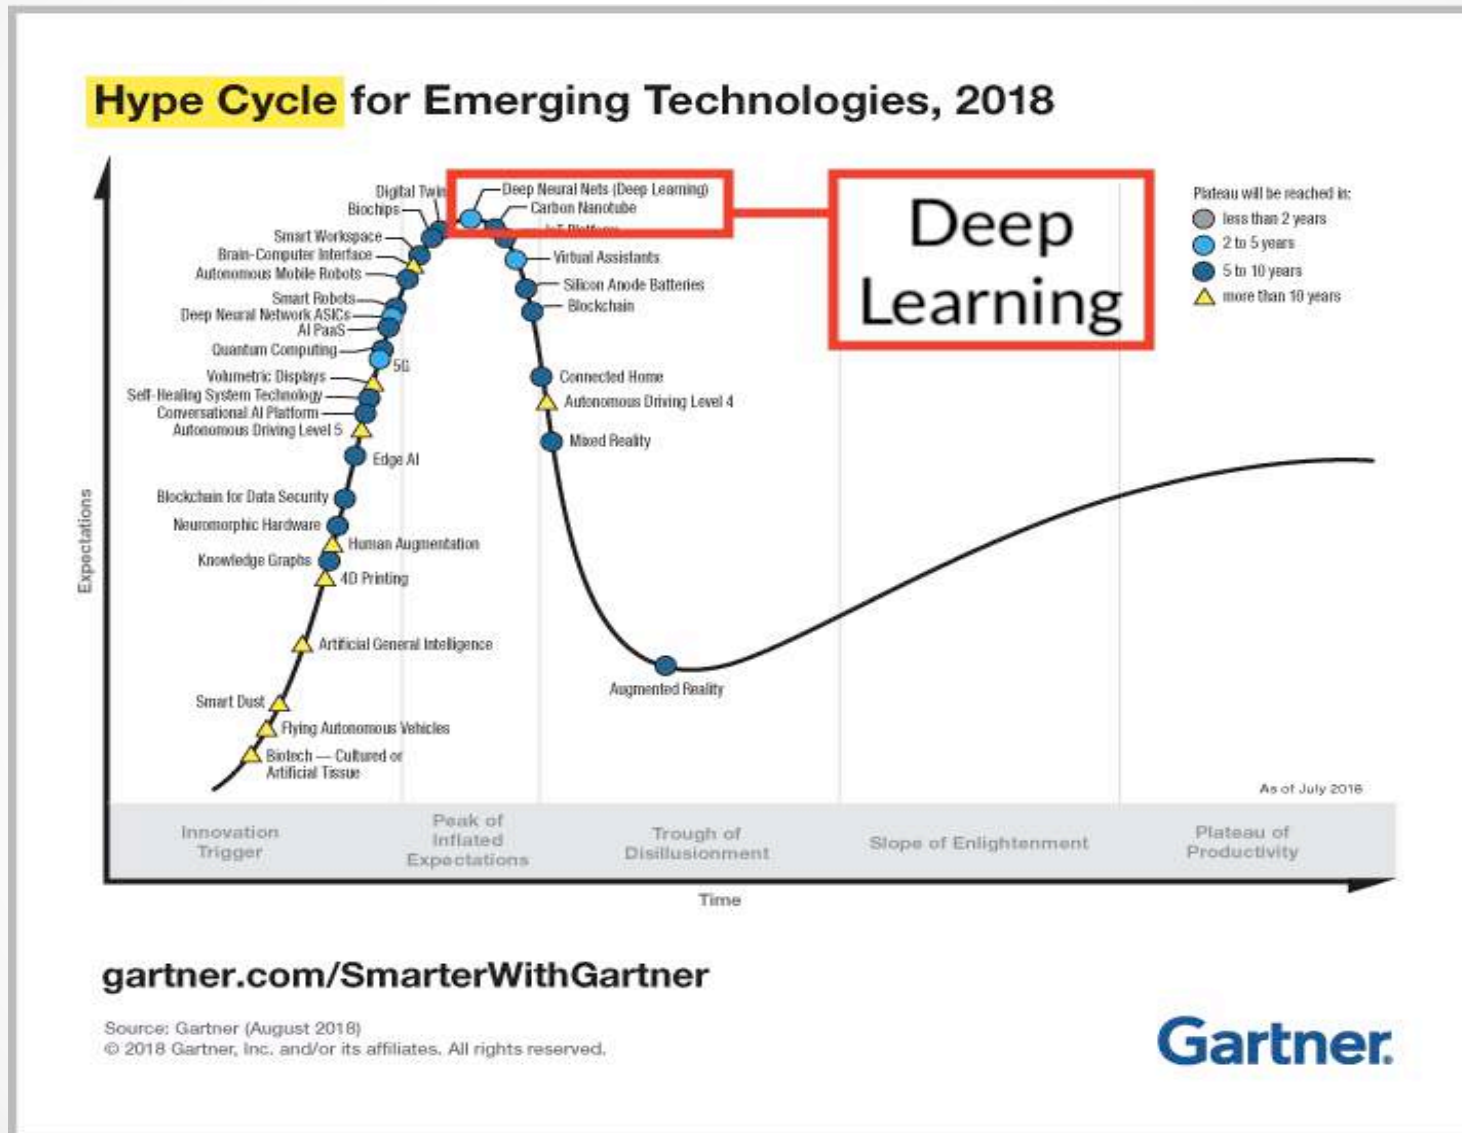 Hype Cycle for Emerging Technologies, 2018
Digital Twin
Biochips
Smart Workspace
Brain-Computer Interface
Autonomous Mobile Robots
Smart Robots
Deep Neural Network ASICs
AI PaaS
Quantum Computing
5G
Volumetric Displays
Self-Healing System Technology
Conversational AI Platform
Autonomous Driving Level 5
Edge AI
Blockchain for Data Security
Neuromorphic Hardware
Human Augmentation
Knowledge Graphs
4D Printing
Artificial General Intelligence
Smart Dust
Flying Autonomous Vehicles
Biotech — Cultured or
Artificial Tissue
Deep Neural Nets (Deep Learning)
Carbon Nanotube
IoT Platform
Virtual Assistants
Silicon Anode Batteries
Blockchain
Connected Home
Autonomous Driving Level 4
Mixed Reality
Augmented Reality
Deep
Learning
Plateau will be reached in:
less than 2 years
2 to 5 years
5 to 10 years
more than 10 years
Expectations
As of July 2018
Innovation
Trigger
Peak of
Inflated
Expectations
Trough of
Disillusionment
Slope of Enlightenment
Plateau of
Productivity
Time
gartner.com/SmarterWithGartner
Source: Gartner (August 2018)
© 2018 Gartner, Inc. and/or its affiliates. All rights reserved.
Gartner.